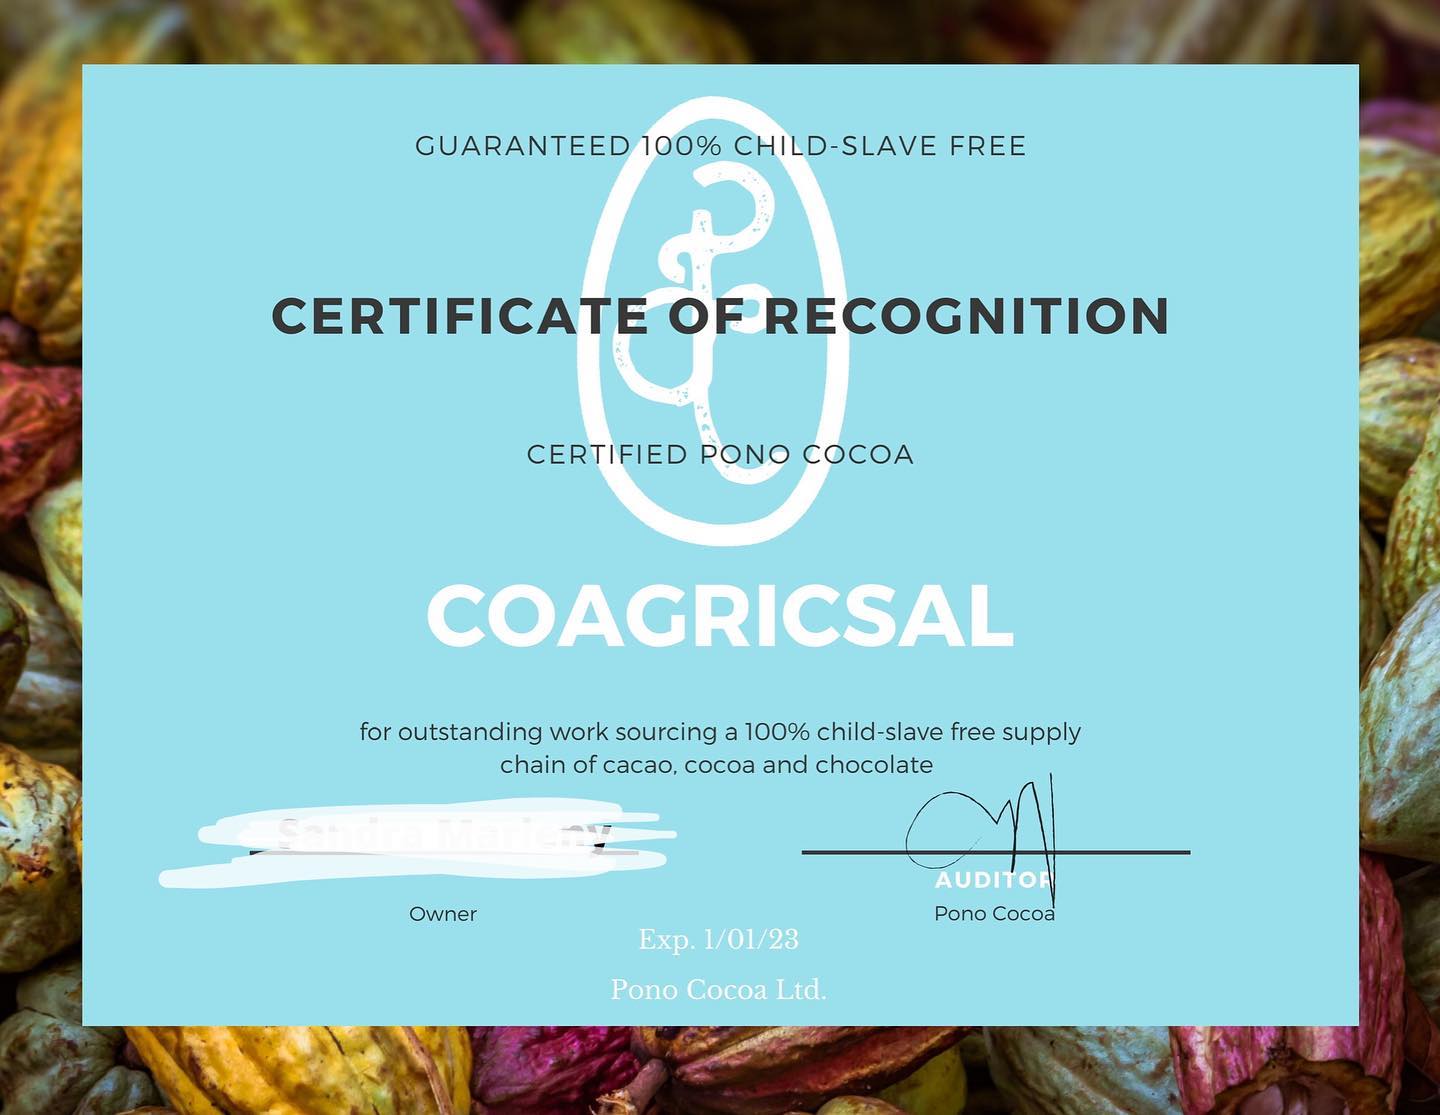 GUARANTEED 100% CHILD-SLAVE FREE
CERTIFICATE OF RECOGNITION
CERTIFIED PONO COCOA
COAGRICSAL
for outstanding work sourcing a 100% child-slave free supply
chain of cacao, cocoa and chocolate
Sandra Marleny
AUDITOR
Owner
Pono Cocoa
Exp. 1/01/23
Pono Cocoa Ltd.